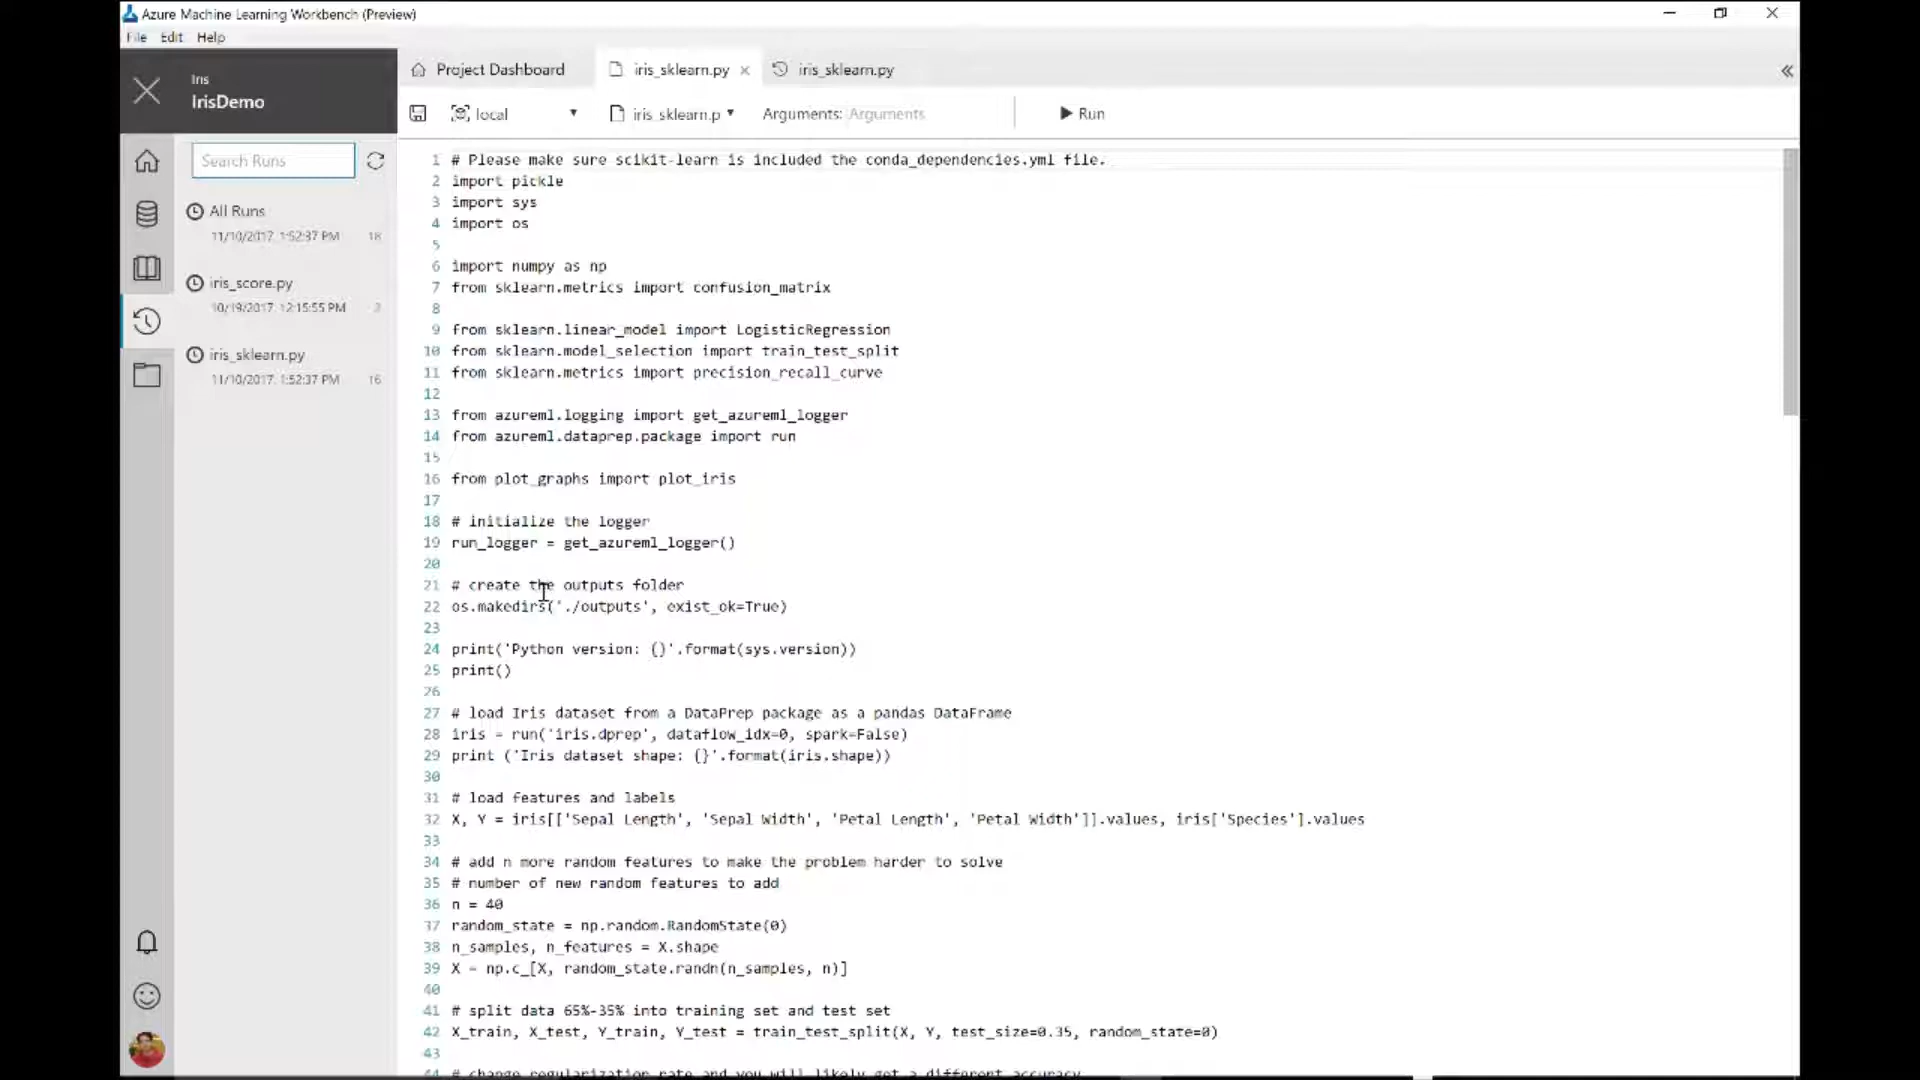 Azure Machine Learning Workbench (Preview)
File Edit Help
Iris
IrisDemo
Project Dashboard
iris_sklearn.py
iris_sklearn.py
local
iris_sklearn.p
Arguments: Arguments
Run
Search Runs
All Runs
11/10/2017, 1:52:37 PM 18
iris_score.py
10/19/2017, 12:15:55 PM 2
iris_sklearn.py
11/10/2017, 1:52:37 PM 16
1 # Please make sure scikit-learn is included the conda_dependencies.yml file.
2 import pickle
3 import sys
4 import os
5
6 import numpy as np
7 from sklearn.metrics import confusion_matrix
8
9 from sklearn.linear_model import LogisticRegression
10 from sklearn.model_selection import train_test_split
11 from sklearn.metrics import precision_recall_curve
12
13 from azureml.logging import get_azureml_logger
14 from azureml.dataprep.package import run
15
16 from plot_graphs import plot_iris
17
18 # initialize the logger
19 run_logger = get_azureml_logger()
20
21 # create the outputs folder
22 os.makedirs('./outputs', exist_ok=True)
23
24 print('Python version: {}'.format(sys.version))
25 print()
26
27 # load Iris dataset from a DataPrep package as a pandas DataFrame
28 iris = run('iris.dprep', dataflow_idx=0, spark=False)
29 print ('Iris dataset shape: {}'.format(iris.shape))
30
31 # load features and labels
32 X, Y = iris[['Sepal Length', 'Sepal Width', 'Petal Length', 'Petal Width']].values, iris['Species'].values
33
34 # add n more random features to make the problem harder to solve
35 # number of new random features to add
36 n = 40
37 random_state = np.random.RandomState(0)
38 n_samples, n_features = X.shape
39 X = np.c_[X, random_state.randn(n_samples, n)]
40
41 # split data 65%-35% into training set and test set
42 X_train, X_test, Y_train, Y_test = train_test_split(X, Y, test_size=0.35, random_state=0)
43
44 # change regularization rate and you will likely get a different accuracy.